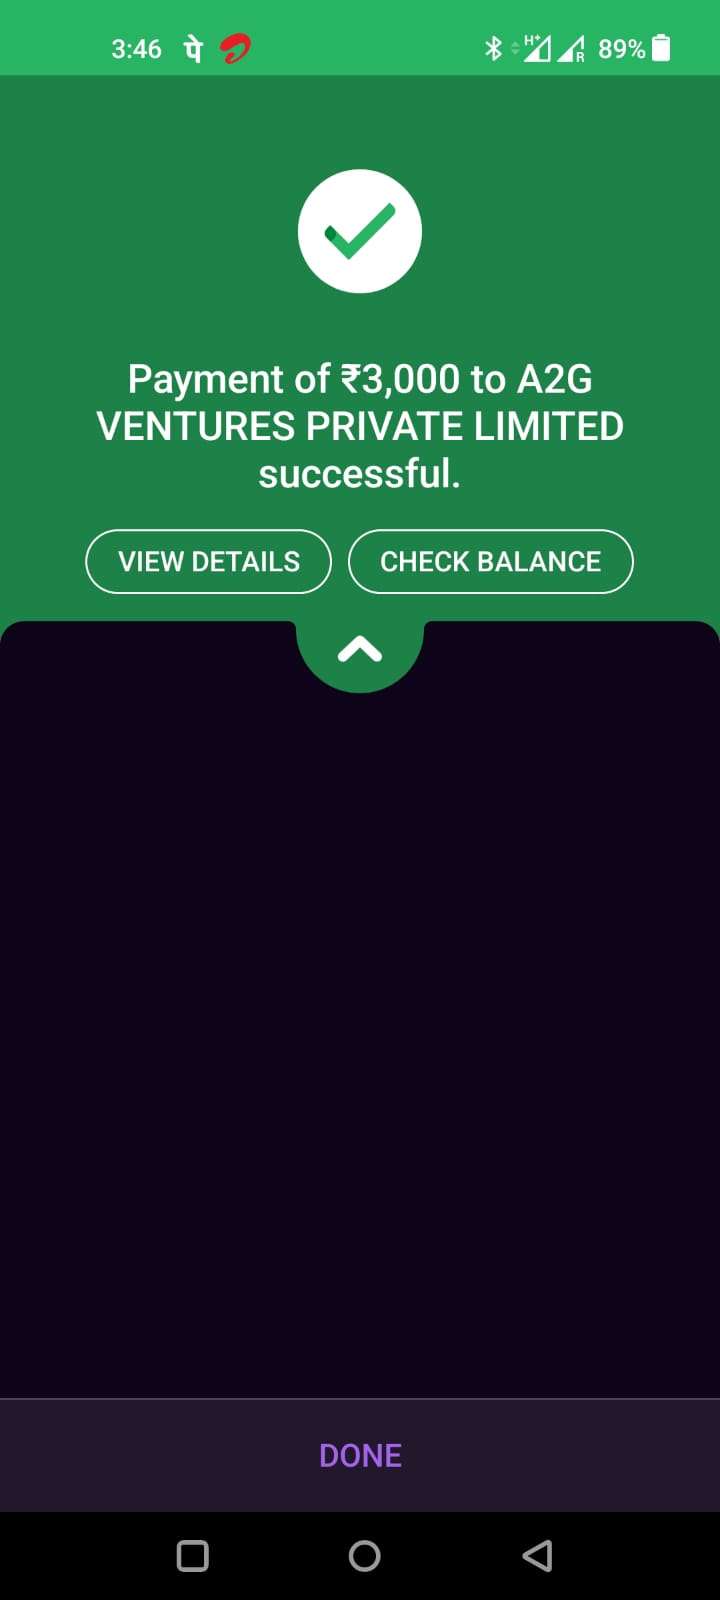 3:46 पे H+ R 89%
Payment of ₹3,000 to A2G
VENTURES PRIVATE LIMITED
successful.
VIEW DETAILS CHECK BALANCE
DONE